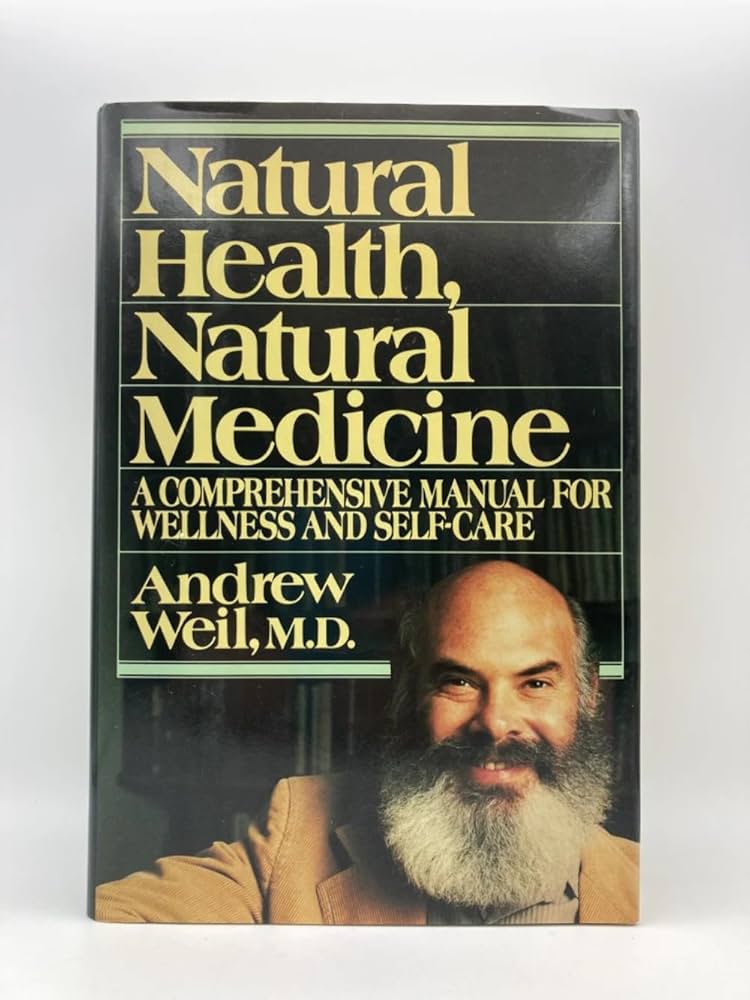 Natural
Health,
Natural
Medicine
A COMPREHENSIVE MANUAL FOR
WELLNESS AND SELF-CARE
Andrew
Weil, M.D.